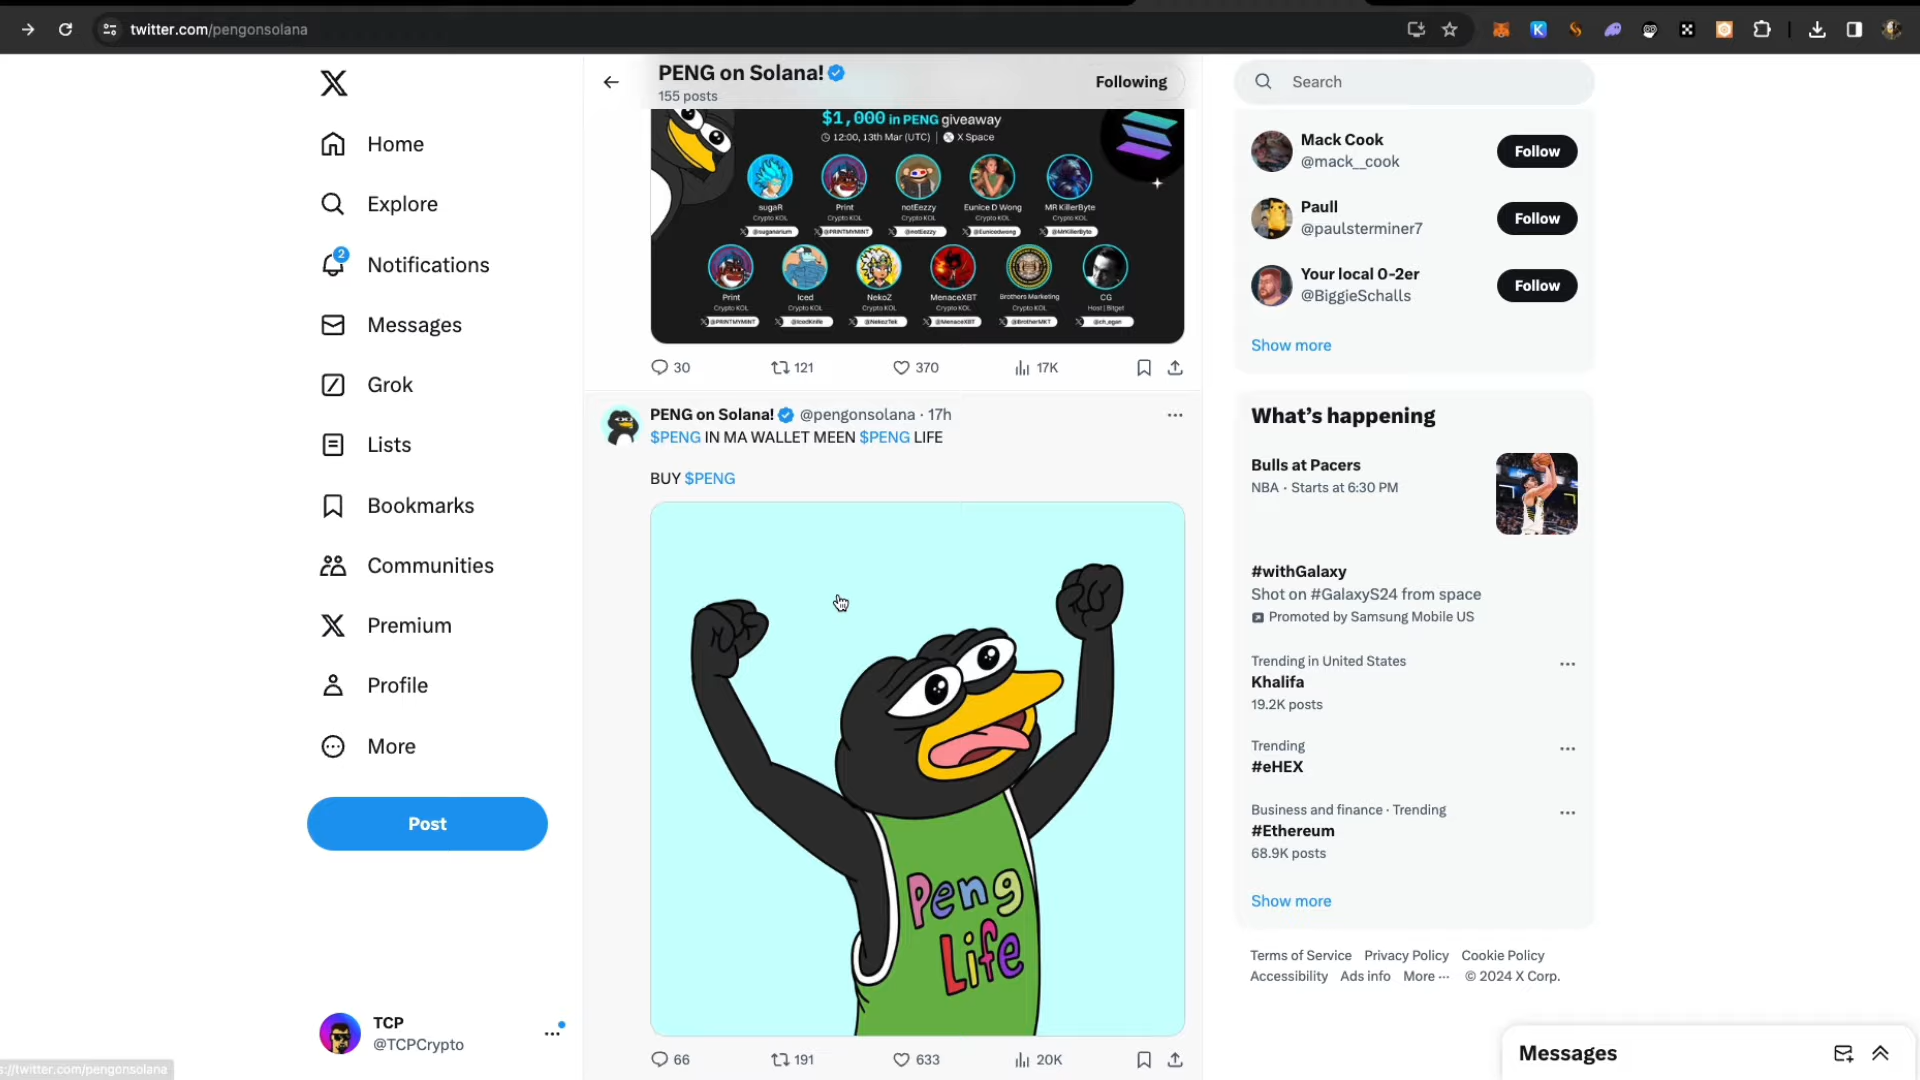 twitter.com/pengonsolana
Home
Explore
2
Notifications
Messages
Grok
Lists
Bookmarks
Communities
Premium
Profile
More
Post
TCP
@TCPCrypto
s://twitter.com/pengonsolana
PENG on Solana!
155 posts
Following
$1,000 in PENG giveaway
12:00, 13th Mar (UTC) | X Space
sugaR Print notEezzy Eunice D Wong MR KillerByte
Crypto KOL Crypto KOL Crypto KOL Crypto KOL Crypto KOL
@suganarium @PRINTMYMINT @notEezzy @Eunicedwong @MrKillerByte
Print Iced NekoZ MenaceXBT Brothers Marketing CG
Crypto KOL Crypto KOL Crypto KOL Crypto KOL Crypto KOL Host | Bitget
@PRINTMYMINT @IcedKnife @NekozTek @MenaceXBT @BrotherMKT @ch_egan
30 121 370 17K
PENG on Solana! @pengonsolana · 17h
$PENG IN MA WALLET MEEN $PENG LIFE
BUY $PENG
Peng
Life
66 191 633 20K
Search
Mack Cook
@mack__cook
Follow
Paull
@paulsterminer7
Follow
Your local 0-2er
@BiggieSchalls
Follow
Show more
What's happening
Bulls at Pacers
NBA · Starts at 6:30 PM
#withGalaxy
Shot on #GalaxyS24 from space
Promoted by Samsung Mobile US
Trending in United States
Khalifa
19.2K posts
Trending
#eHEX
Business and finance · Trending
#Ethereum
68.9K posts
Show more
Terms of Service Privacy Policy Cookie Policy
Accessibility Ads info More ··· © 2024 X Corp.
Messages